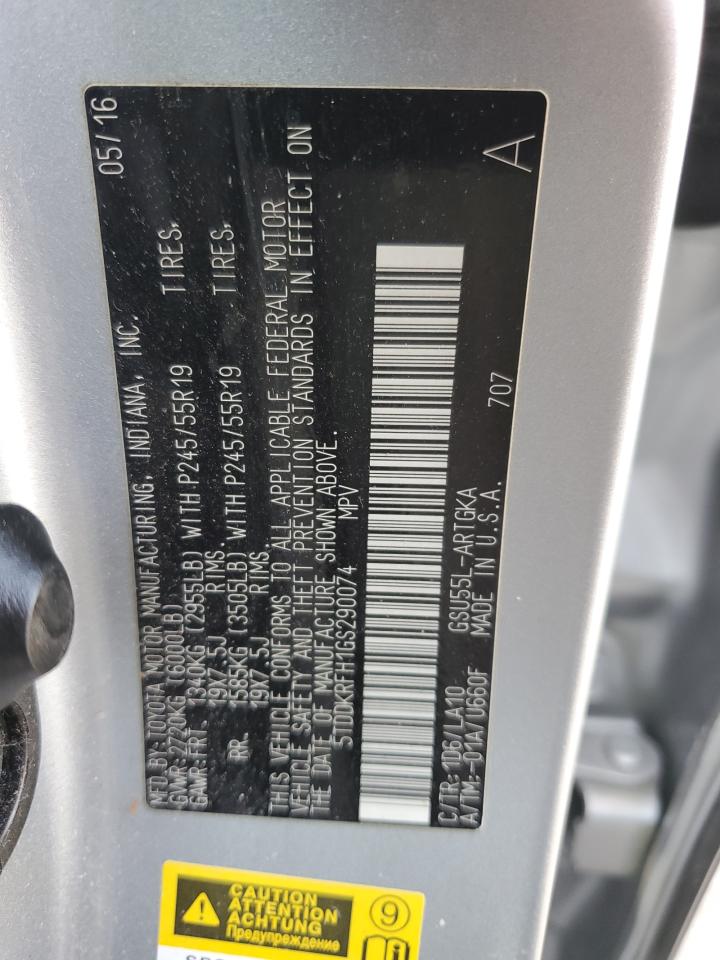 MFD.BY: TOYOTA MOTOR MANUFACTURING, INDIANA, INC. 05/16
GVWR:2720KG (6000LB)
GAWR:FRT. 1340KG (2955LB) WITH P245/55R19 TIRES,
19X7.5J RIMS,
RR. 1585KG (3505LB) WITH P245/55R19 TIRES,
19X7.5J RIMS,
THIS VEHICLE CONFORMS TO ALL APPLICABLE FEDERAL MOTOR
VEHICLE SAFETY AND THEFT PREVENTION STANDARDS IN EFFECT ON
THE DATE OF MANUFACTURE SHOWN ABOVE.
5TDDKRFH1GS290074 MPV
C/TR: 1D6/LA10 GSU55L-ARTGKA
A/TM: -01A/U660F MADE IN U.S.A. 707
A
CAUTION
ATTENTION
ACHTUNG
Предупреждение
9